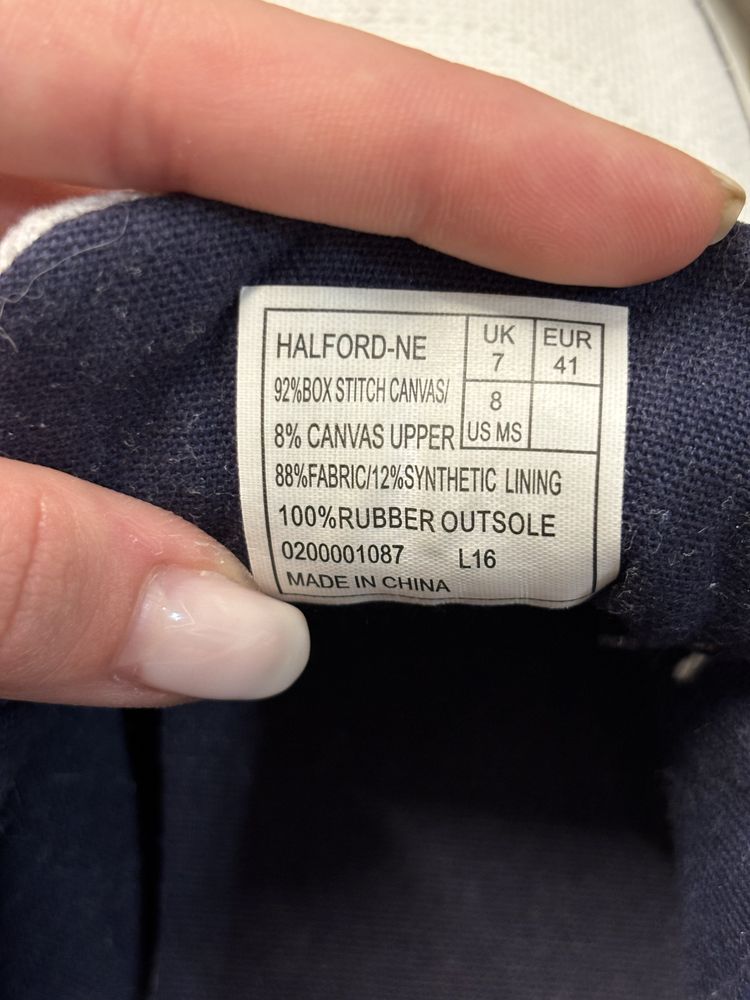 HALFORD-NE
92%BOX STITCH CANVAS/
8% CANVAS UPPER
UK
7
EUR
41
8
US MS
88%FABRIC/12%SYNTHETIC LINING
100%RUBBER OUTSOLE
0200001087 L16
MADE IN CHINA